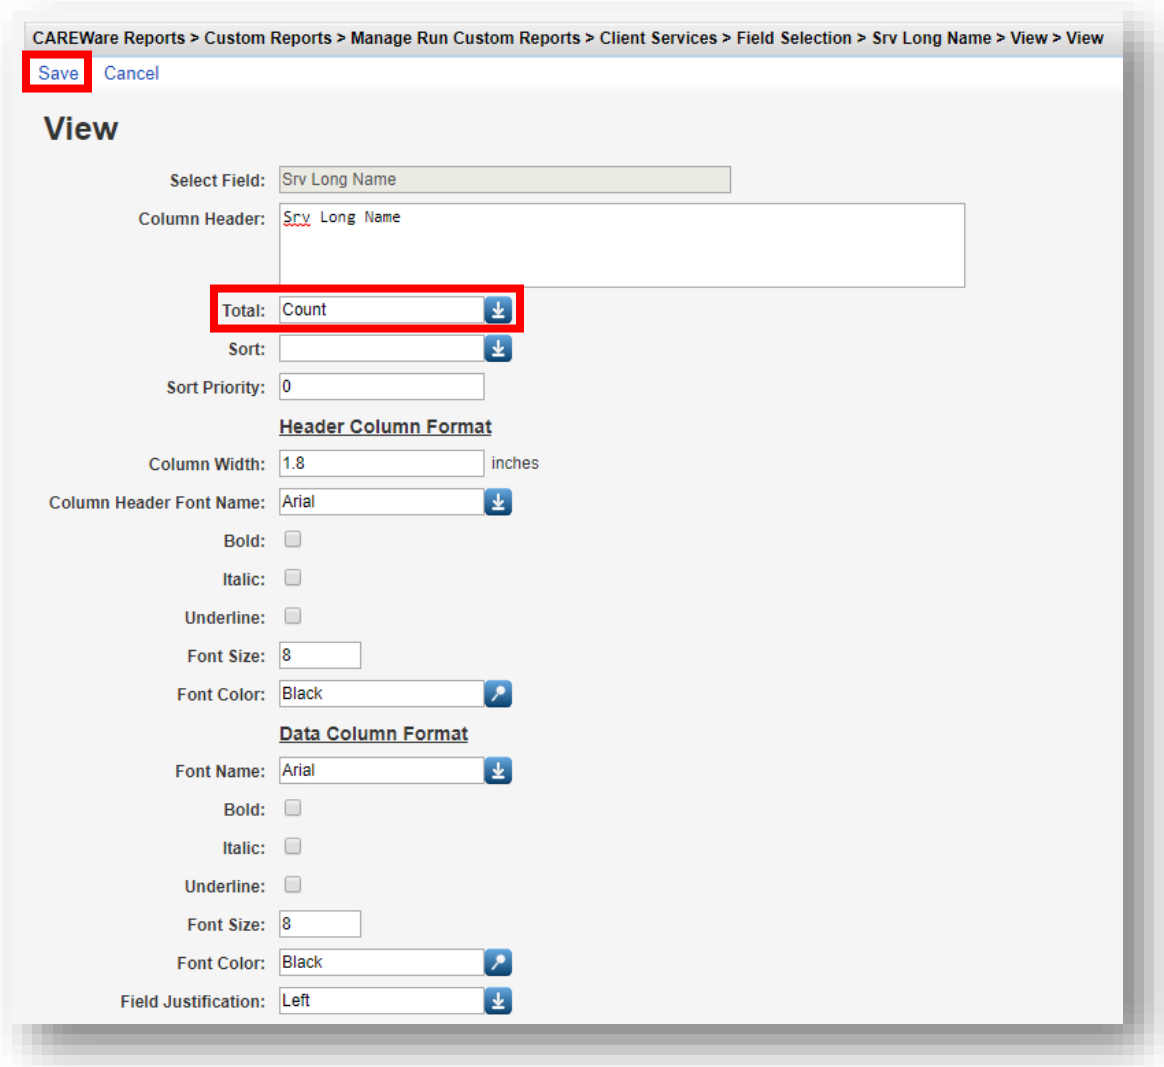 CAREWare Reports > Custom Reports > Manage Run Custom Reports > Client Services > Field Selection > Srv Long Name > View > View
Save Cancel
View
Select Field: Srv Long Name
Column Header: Srv Long Name
Total: Count
Sort:
Sort Priority: 0
Header Column Format
Column Width: 1.8 inches
Column Header Font Name: Arial
Bold:
Italic:
Underline:
Font Size: 8
Font Color: Black
Data Column Format
Font Name: Arial
Bold:
Italic:
Underline:
Font Size: 8
Font Color: Black
Field Justification: Left